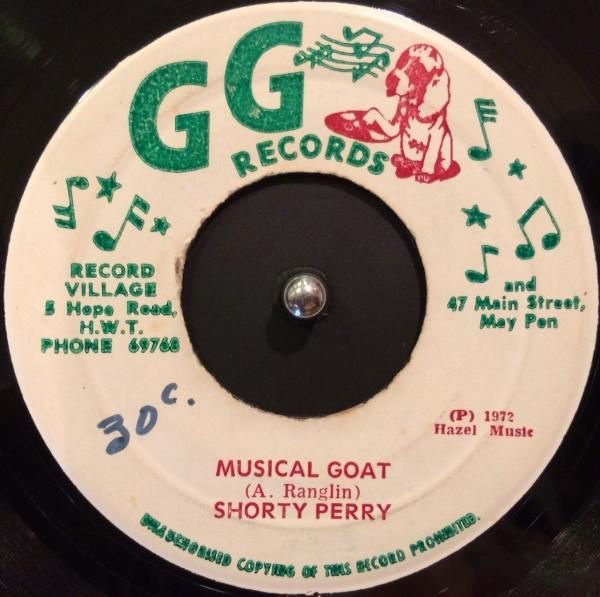 GG
RECORDS
RECORD
VILLAGE
5 Hope Road,
H.W.T.
PHONE 69768
and
47 Main Street,
May Pen
30c.
(P) 1972
Hazel Music
MUSICAL GOAT
(A. Ranglin)
SHORTY PERRY
UNAUTHORISED COPYING OF THIS RECORD PROHIBITED.